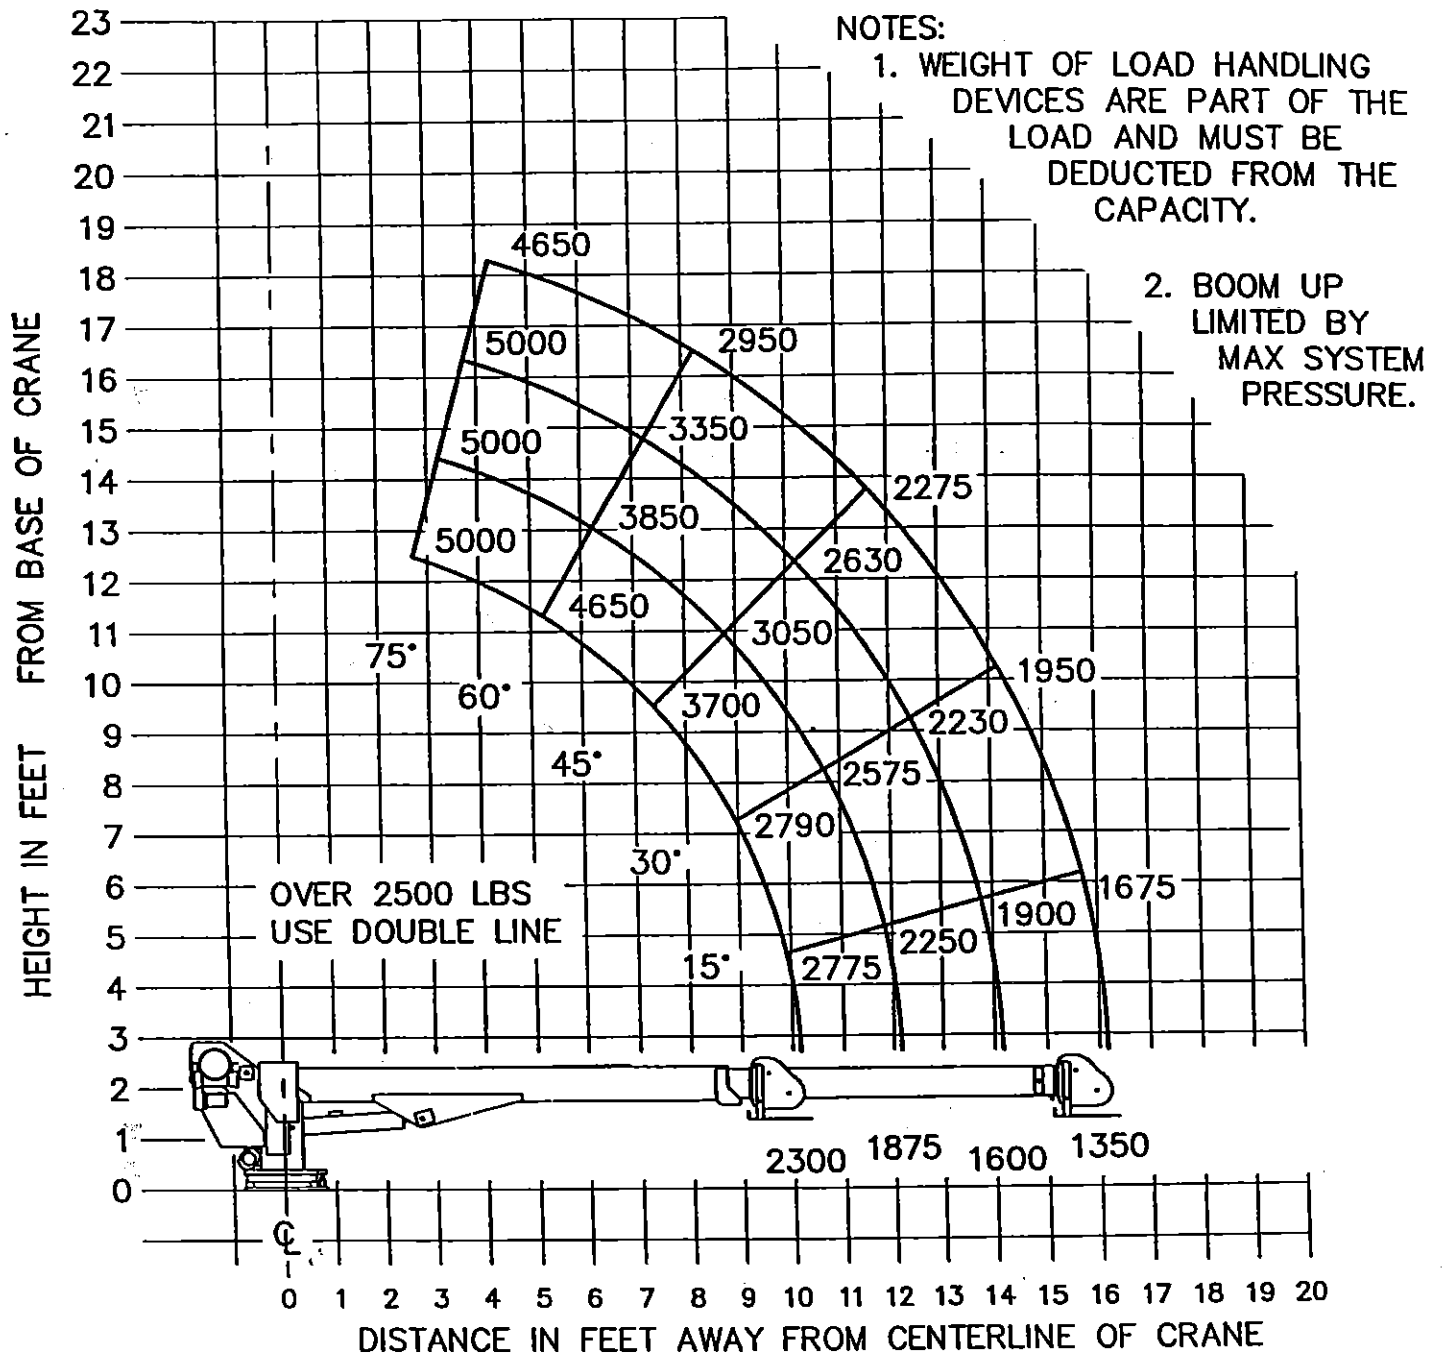 NOTES:
1. WEIGHT OF LOAD HANDLING
DEVICES ARE PART OF THE
LOAD AND MUST BE
DEDUCTED FROM THE
CAPACITY.
2. BOOM UP
LIMITED BY
MAX SYSTEM
PRESSURE.
HEIGHT IN FEET FROM BASE OF CRANE
23
22
21
20
19
18
17
16
15
14
13
12
11
10
9
8
7
6
5
4
3
2
1
0
4650
5000 2950
5000 3350
5000 3850 2275
4650 2630
75° 3050 1950
60° 3700 2230
45° 2575
30° 2790
OVER 2500 LBS
USE DOUBLE LINE
1675
1900
2250
15° 2775
2300 1875 1600 1350
CL
0 1 2 3 4 5 6 7 8 9 10 11 12 13 14 15 16 17 18 19 20
DISTANCE IN FEET AWAY FROM CENTERLINE OF CRANE